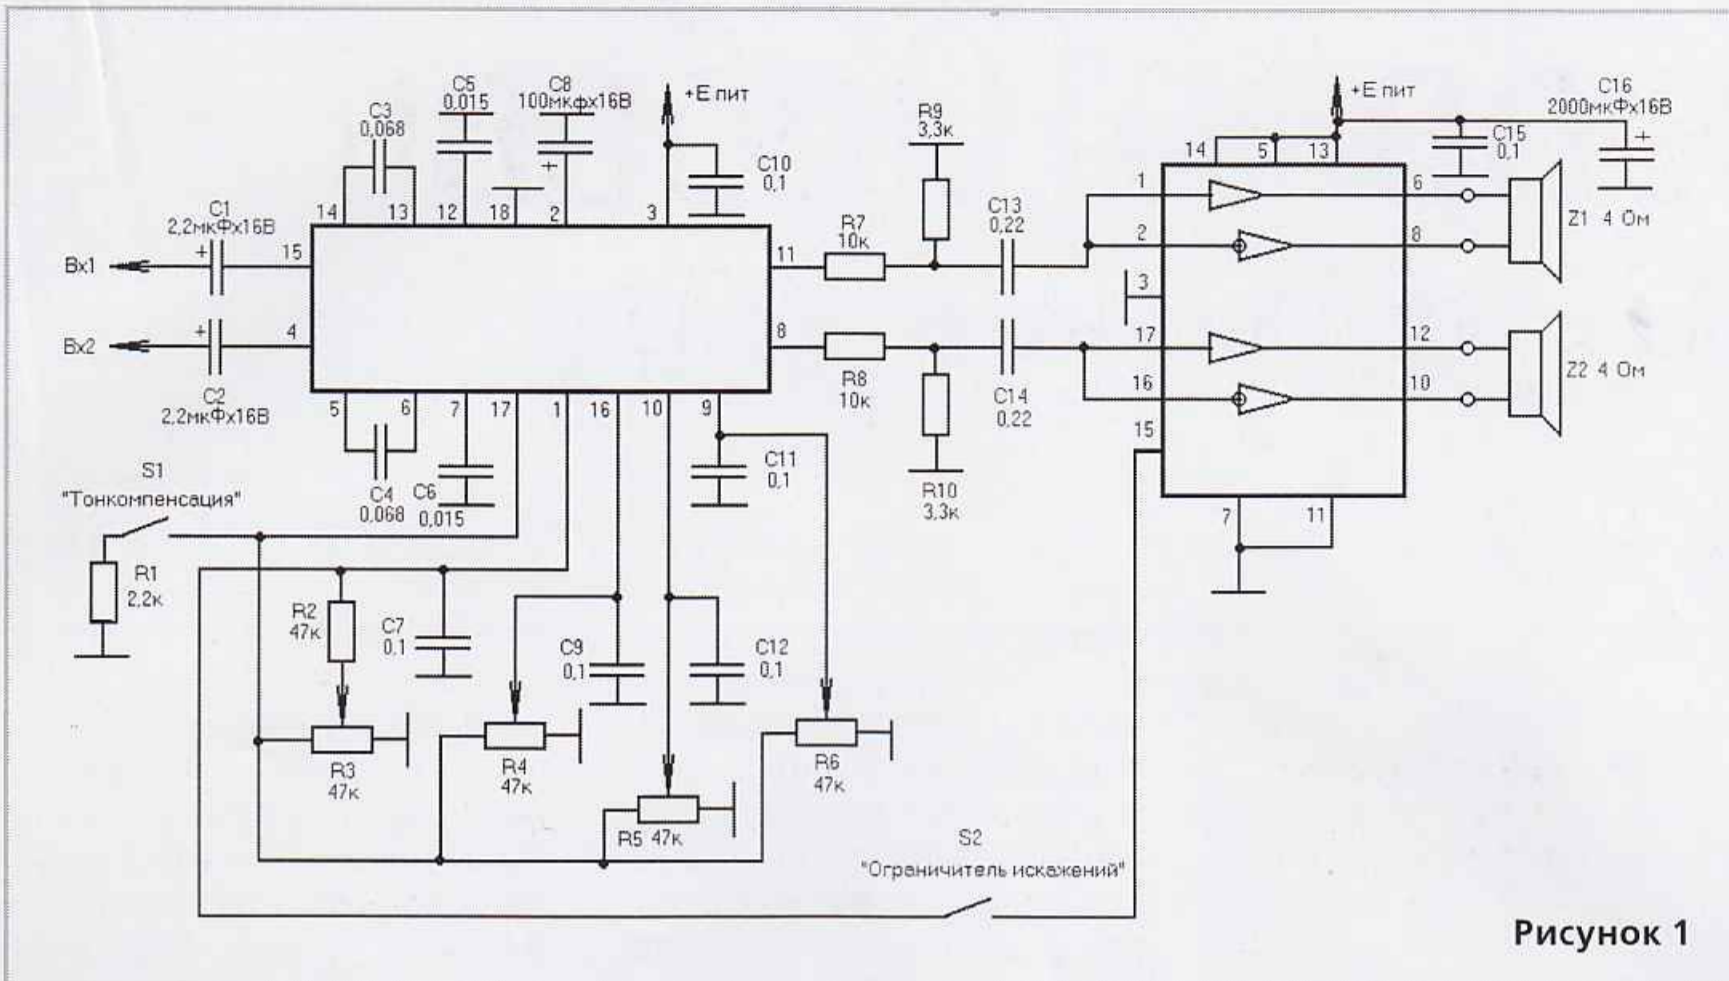 C5
0,015
C8
100мкфх16В
+Е пит
C3
0,068
C10
0,1
R9
3,3к
+Е пит
C16
2000мкФх16В
+
C15
0,1
14
5
13
+
14
13
12
18
2
3
C1
2,2мкФх16В
+
Вх1
15
11
R7
10к
C13
0,22
1
6
2
8
Z1 4 Ом
3
Вх2
+
4
8
17
12
C2
2,2мкФх16В
R8
10к
C14
0,22
16
10
Z2 4 Ом
5
6
7
17
1
16
10
9
15
C4
0,068
C6
0,015
C11
0,1
R10
3,3к
S1
"Тонкомпенсация"
7
11
R1
2,2к
R2
47к
C7
0,1
C9
0,1
C12
0,1
R3
47к
R4
47к
R6
47к
R5 47к
S2
"Ограничитель искажений"
Рисунок 1